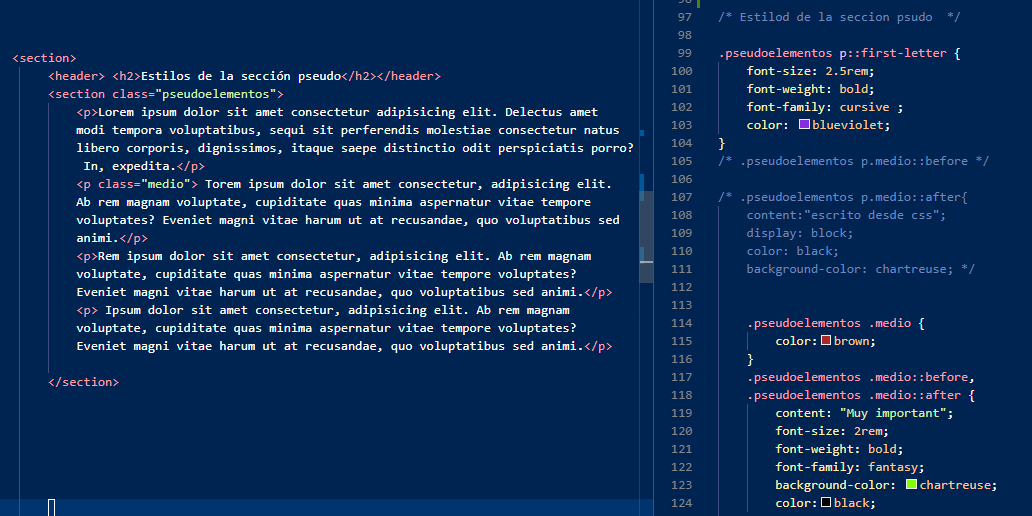 <section>
<header> <h2>Estilos de la sección pseudo</h2></header>
<section class="pseudoelementos">
<p>Lorem ipsum dolor sit amet consectetur adipisicing elit. Delectus amet
modi tempora voluptatibus, sequi sit perferendis molestiae consectetur natus
libero corporis, dignissimos, itaque saepe distinctio odit perspiciatis porro?
In, expedita.</p>
<p class="medio"> Torem ipsum dolor sit amet consectetur, adipisicing elit.
Ab rem magnam voluptate, cupiditate quas minima aspernatur vitae tempore
voluptates? Eveniet magni vitae harum ut at recusandae, quo voluptatibus sed
animi.</p>
<p>Rem ipsum dolor sit amet consectetur, adipisicing elit. Ab rem magnam
voluptate, cupiditate quas minima aspernatur vitae tempore voluptates?
Eveniet magni vitae harum ut at recusandae, quo voluptatibus sed animi.</p>
<p> Ipsum dolor sit amet consectetur, adipisicing elit. Ab rem magnam
voluptate, cupiditate quas minima aspernatur vitae tempore voluptates?
Eveniet magni vitae harum ut at recusandae, quo voluptatibus sed animi.</p>
</section>
97 /* Estilod de la seccion psudo  */
98
99 .pseudoelementos p::first-letter {
100 font-size: 2.5rem;
101 font-weight: bold;
102 font-family: cursive ;
103 color: blueviolet;
104 }
105 /* .pseudoelementos p.medio::before */
106
107 /* .pseudoelementos p.medio::after{
108 content:"escrito desde css";
109 display: block;
110 color: black;
111 background-color: chartreuse; */
112
113
114 .pseudoelementos .medio {
115 color: brown;
116 }
117 .pseudoelementos .medio::before,
118 .pseudoelementos .medio::after {
119 content: "Muy important";
120 font-size: 2rem;
121 font-weight: bold;
122 font-family: fantasy;
123 background-color: chartreuse;
124 color: black;